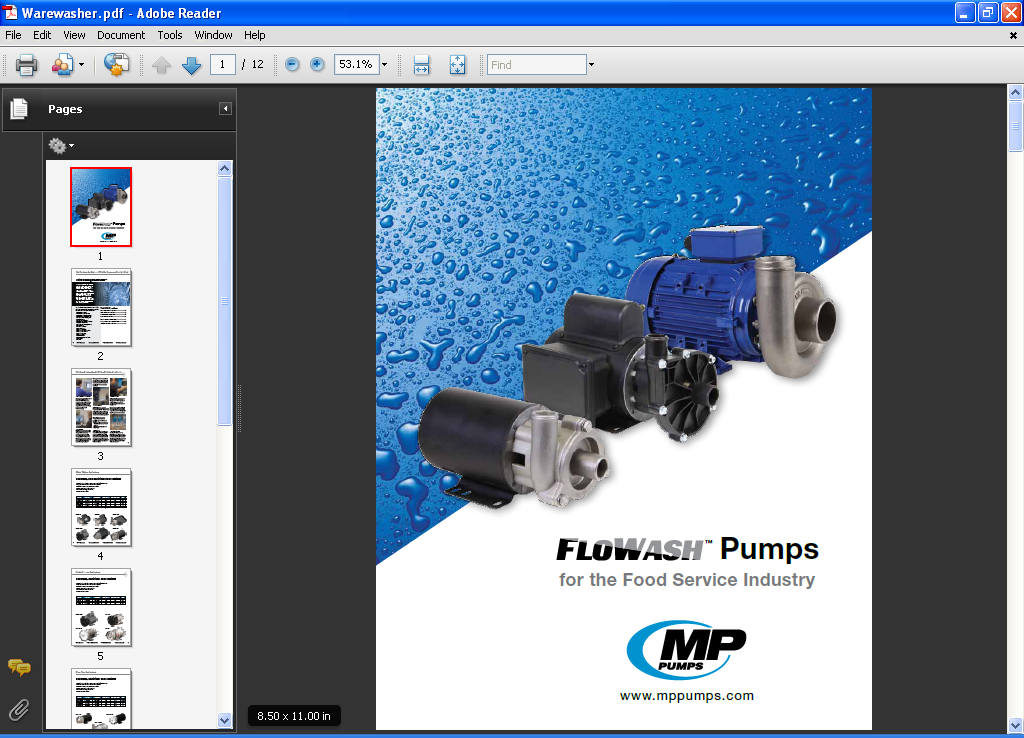 Warewasher.pdf - Adobe Reader
File Edit View Document Tools Window Help
1 / 12 53.1% Find
Pages
1
2
3
4
5
FLOWASH™ Pumps
for the Food Service Industry
MP
PUMPS
www.mppumps.com
8.50 x 11.00 in